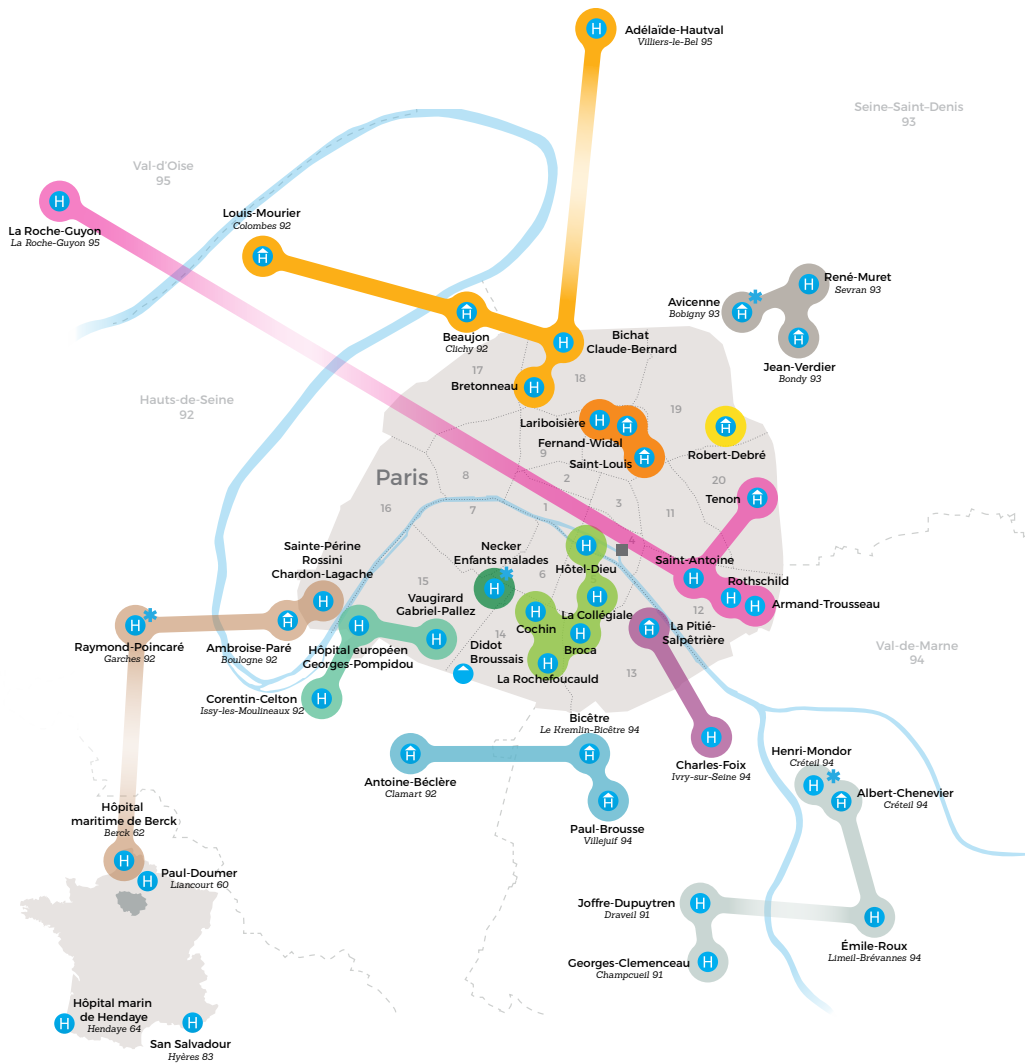 Adélaïde-Hautval
Villiers-le-Bel 95
Seine-Saint-Denis
93
Val-d'Oise
95
La Roche-Guyon
La Roche-Guyon 95
Louis-Mourier
Colombes 92
René-Muret
Sevran 93
Avicenne
Bobigny 93
Jean-Verdier
Bondy 93
Beaujon
Clichy 92
Bichat
Claude-Bernard
Bretonneau
17
18
19
Hauts-de-Seine
92
Lariboisière
Fernand-Widal
Saint-Louis
Robert-Debré
Paris
9
8
2
20
Tenon
16
7
1
3
11
4
Sainte-Périne
Rossini
Chardon-Lagache
Necker
Enfants malades
Hôtel-Dieu
Saint-Antoine
Rothschild
Armand-Trousseau
15
6
5
12
Vaugirard
Gabriel-Pallez
La Collégiale
Cochin
Broca
La Pitié-
Salpêtrière
Raymond-Poincaré
Garches 92
Ambroise-Paré
Boulogne 92
Hôpital européen
Georges-Pompidou
14
Didot
Broussais
La Rochefoucauld
13
Val-de-Marne
94
Corentin-Celton
Issy-les-Moulineaux 92
Bicêtre
Le Kremlin-Bicêtre 94
Antoine-Béclère
Clamart 92
Charles-Foix
Ivry-sur-Seine 94
Henri-Mondor
Créteil 94
Albert-Chenevier
Créteil 94
Paul-Brousse
Villejuif 94
Hôpital
maritime de Berck
Berck 62
Paul-Doumer
Liancourt 60
Joffre-Dupuytren
Draveil 91
Émile-Roux
Limeil-Brévannes 94
Georges-Clemenceau
Champcueil 91
Hôpital marin
de Hendaye
Hendaye 64
San Salvadour
Hyères 83